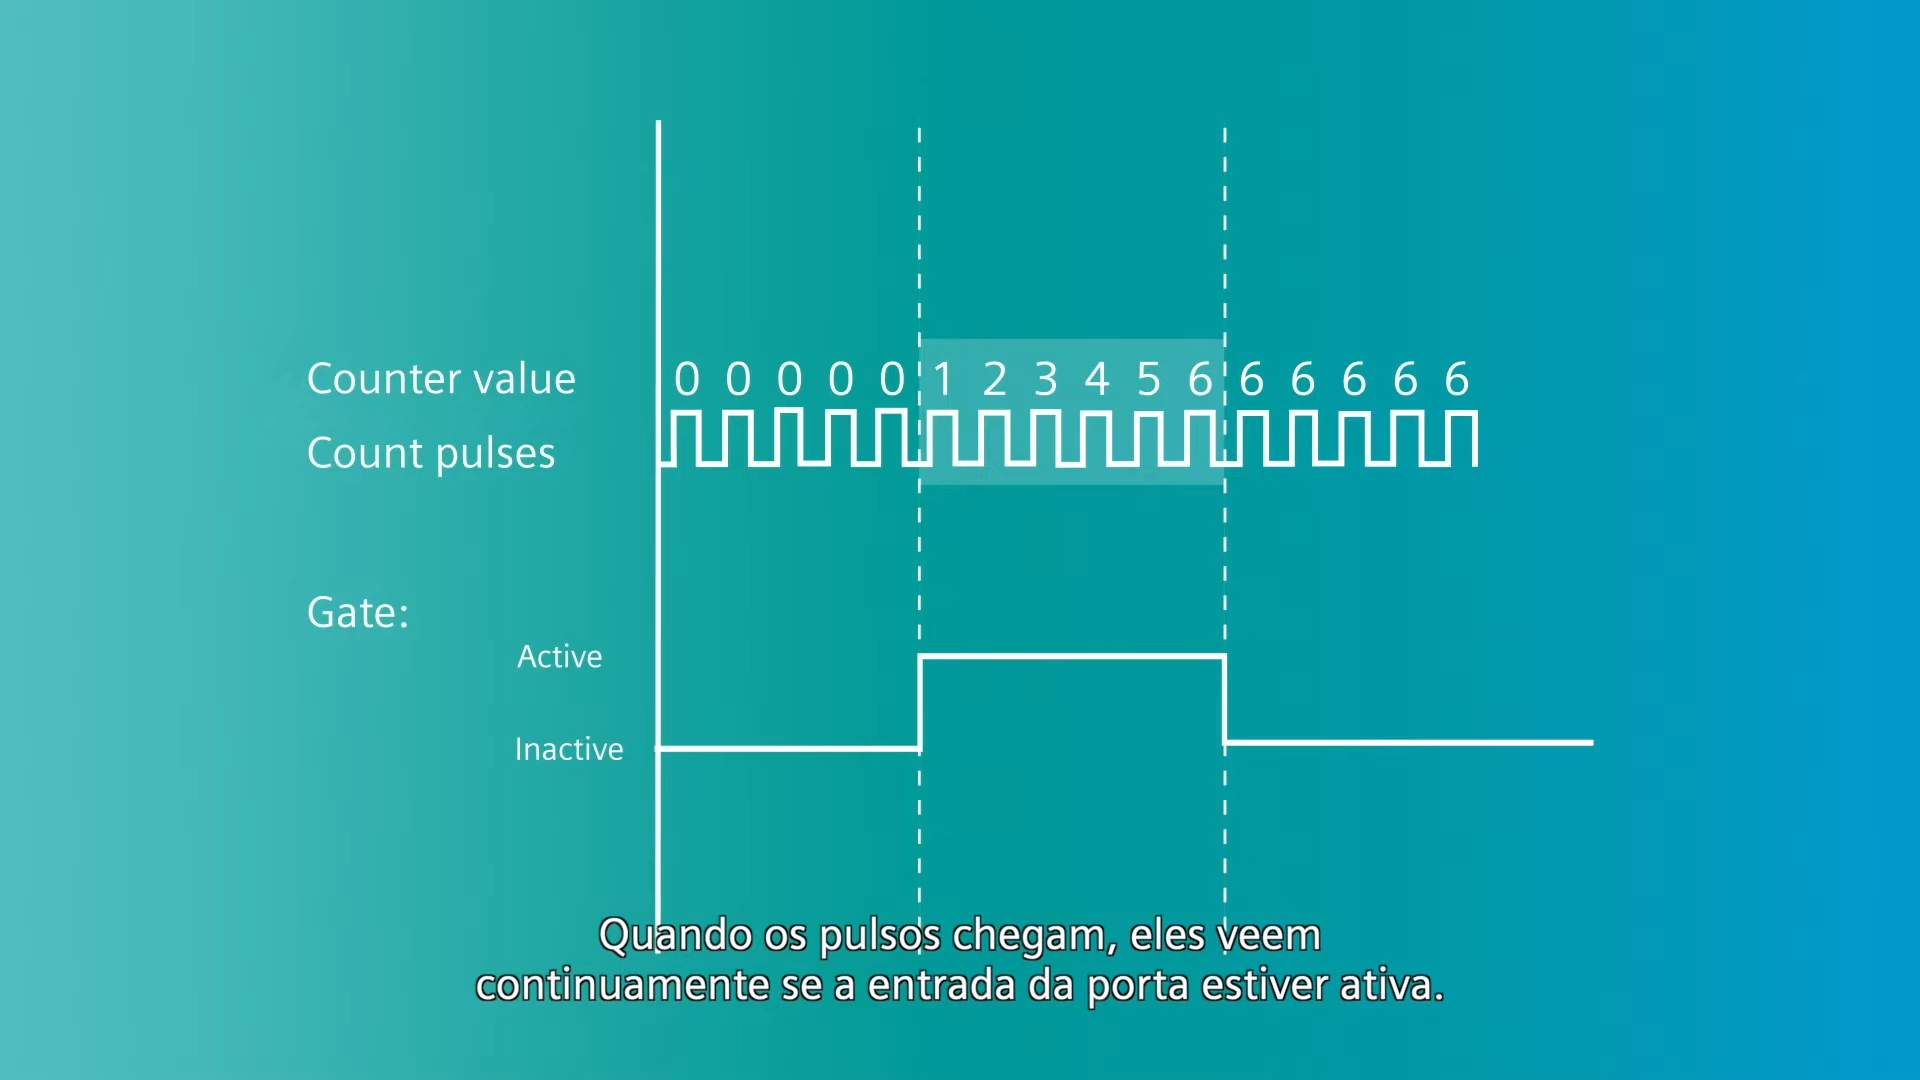 Counter value 0 0 0 0 0 1 2 3 4 5 6 6 6 6 6 6
Count pulses
Gate:
Active
Inactive
Quando os pulsos chegam, eles veem
continuamente se a entrada da porta estiver ativa.